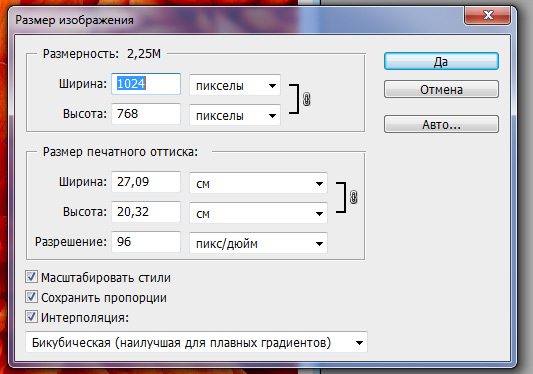 Размер изображения
Размерность: 2,25M
Да
Ширина: 1024 пикселы
Отмена
Высота: 768 пикселы
Авто...
Размер печатного оттиска:
Ширина: 27,09 см
Высота: 20,32 см
Разрешение: 96 пикс/дюйм
Масштабировать стили
Сохранить пропорции
Интерполяция:
Бикубическая (наилучшая для плавных градиентов)